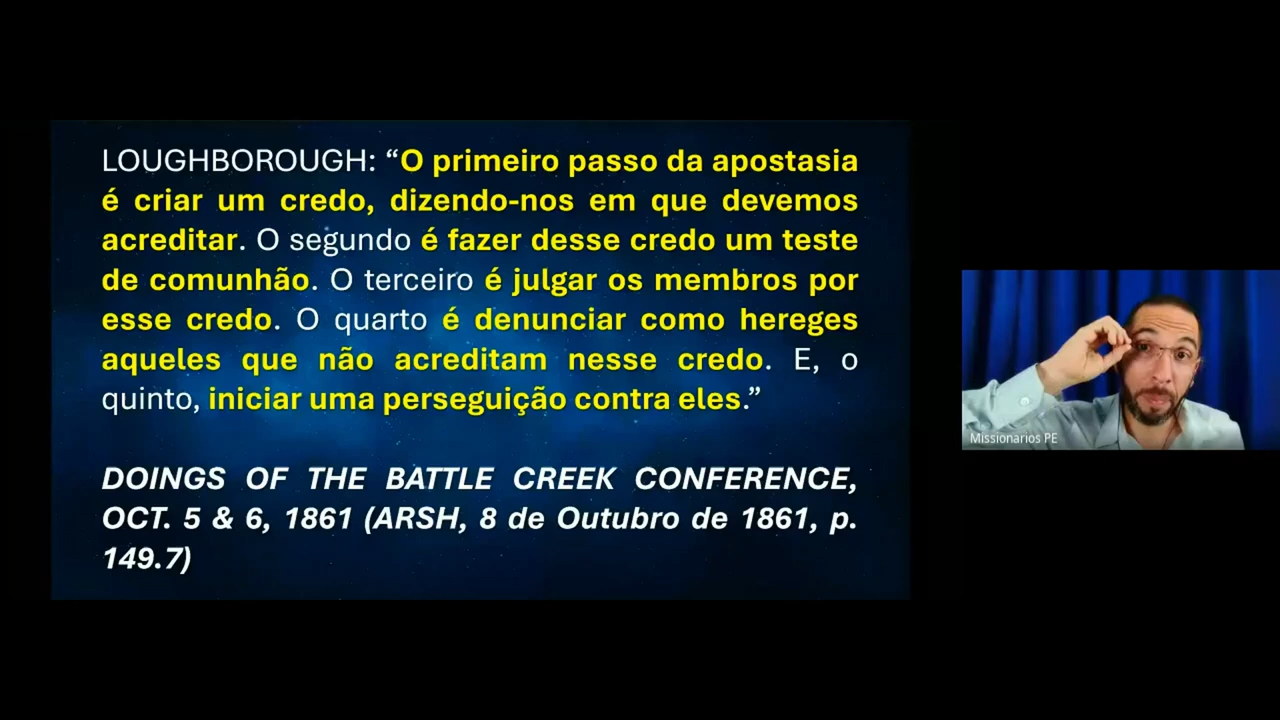 LOUGHBOROUGH: “O primeiro passo da apostasia
é criar um credo, dizendo-nos em que devemos
acreditar. O segundo é fazer desse credo um teste
de comunhão. O terceiro é julgar os membros por
esse credo. O quarto é denunciar como hereges
aqueles que não acreditam nesse credo. E, o
quinto, iniciar uma perseguição contra eles.”
DOINGS OF THE BATTLE CREEK CONFERENCE,
OCT. 5 & 6, 1861 (ARSH, 8 de Outubro de 1861, p.
149.7)
Missionarios PE